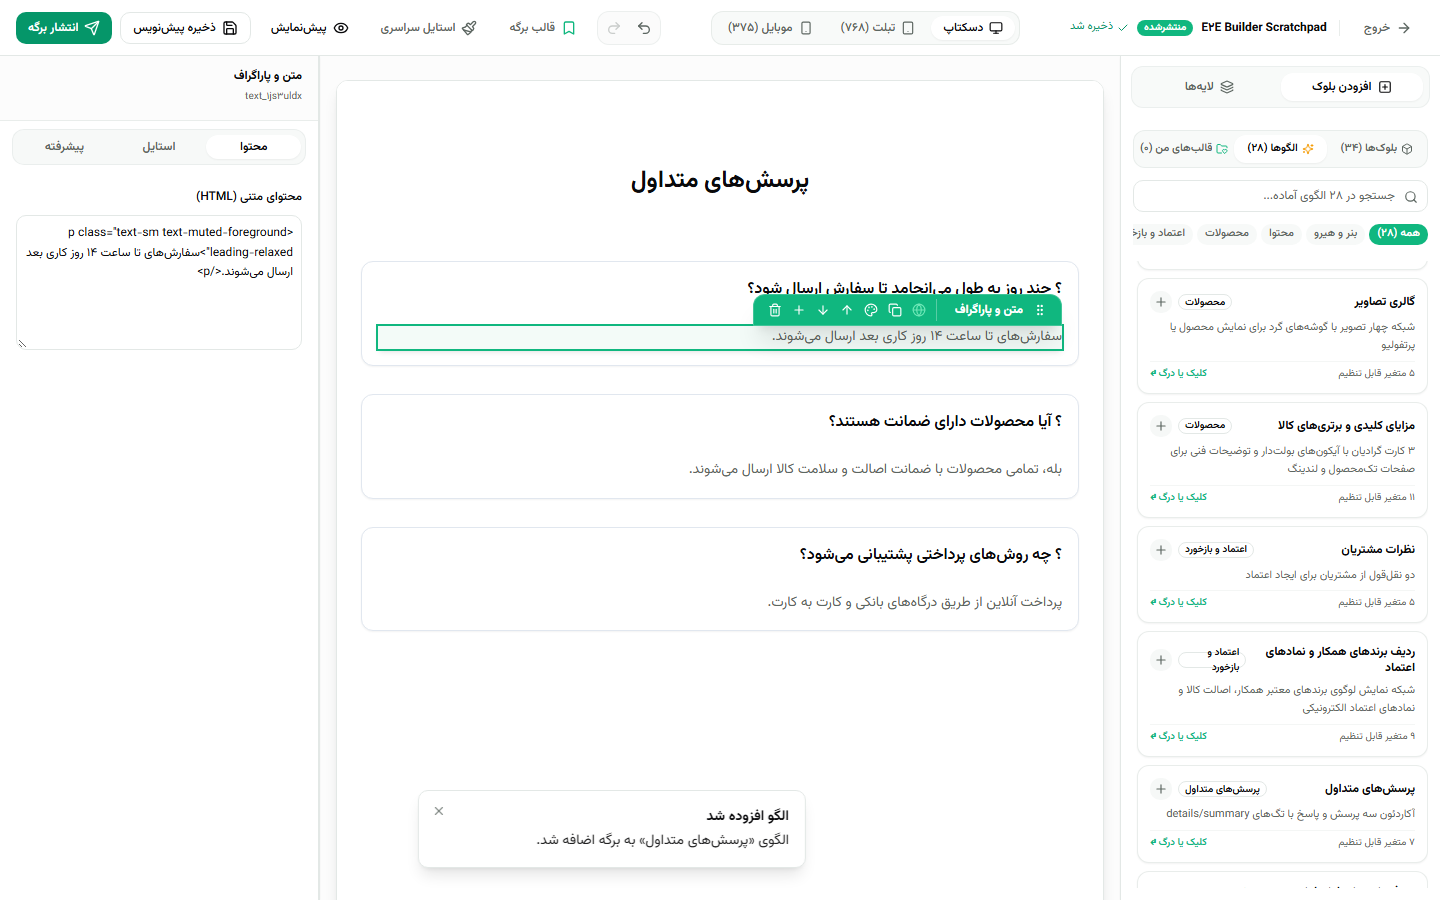 خروج
E۲E Builder Scratchpad
منتشرشده
ذخیره شد
دسکتاپ
تبلت (۷۶۸)
موبایل (۳۷۵)
قالب برگه
استایل سراسری
پیش‌نمایش
ذخیره پیش‌نویس
انتشار برگه
افزودن بلوک
لایه‌ها
بلوک‌ها (۳۴)
الگوها (۲۸)
قالب‌های من (۰)
جستجو در ۲۸ الگوی آماده...
همه (۲۸)
بنر و هیرو
محتوا
محصولات
اعتماد و بازخ
گالری تصاویر
محصولات
شبکه چهار تصویر با گوشه‌های گرد برای نمایش محصول یا
پرتفولیو
۵ متغیر قابل تنظیم
کلیک یا درگ
مزایای کلیدی و برتری‌های کالا
محصولات
۳ کارت گرادیان با آیکون‌های بولت‌دار و توضیحات فنی برای
صفحات تک‌محصول و لندینگ
۱۱ متغیر قابل تنظیم
کلیک یا درگ
نظرات مشتریان
اعتماد و بازخورد
دو نقل‌قول از مشتریان برای ایجاد اعتماد
۵ متغیر قابل تنظیم
کلیک یا درگ
ردیف برندهای همکار و نمادهای
اعتماد
اعتماد و
بازخورد
شبکه نمایش لوگوی برندهای معتبر همکار، اصالت کالا و
نمادهای اعتماد الکترونیکی
۹ متغیر قابل تنظیم
کلیک یا درگ
پرسش‌های متداول
پرسش‌های متداول
آکاردئون سه پرسش و پاسخ با تگ‌های details/summary
۷ متغیر قابل تنظیم
کلیک یا درگ
پرسش‌های متداول
؟ چند روز به طول می‌انجامد تا سفارش ارسال شود؟
متن و پاراگراف
سفارش‌های تا ساعت ۱۴ روز کاری بعد ارسال می‌شوند.
؟ آیا محصولات دارای ضمانت هستند؟
بله، تمامی محصولات با ضمانت اصالت و سلامت کالا ارسال می‌شوند.
؟ چه روش‌های پرداختی پشتیبانی می‌شود؟
پرداخت آنلاین از طریق درگاه‌های بانکی و کارت به کارت.
الگو افزوده شد
الگوی «پرسش‌های متداول» به برگه اضافه شد.
متن و پاراگراف
text_۱js۳uldx
محتوا
استایل
پیشرفته
محتوای متنی (HTML)
<p class="text-sm text-muted-foreground
leading-relaxed">سفارش‌های تا ساعت ۱۴ روز کاری بعد
ارسال می‌شوند.</p>